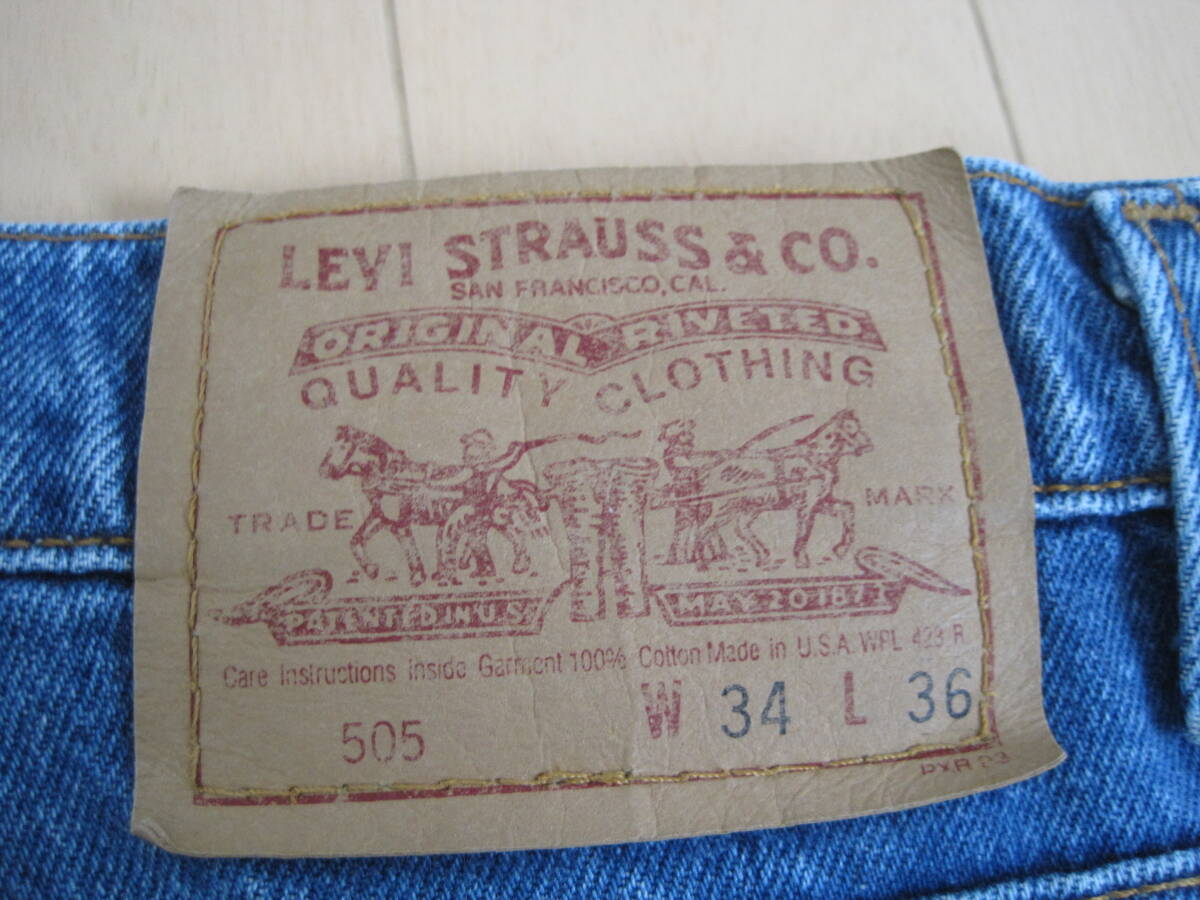 LEVI STRAUSS & CO.
SAN FRANCISCO, CAL.
ORIGINAL RIVETED
QUALITY CLOTHING
TRADE MARK
PATENTED IN U.S. MAY 20 1873
Care Instructions Inside Garment 100% Cotton Made in U.S.A. WPL 423 R
505 W 34 L 36